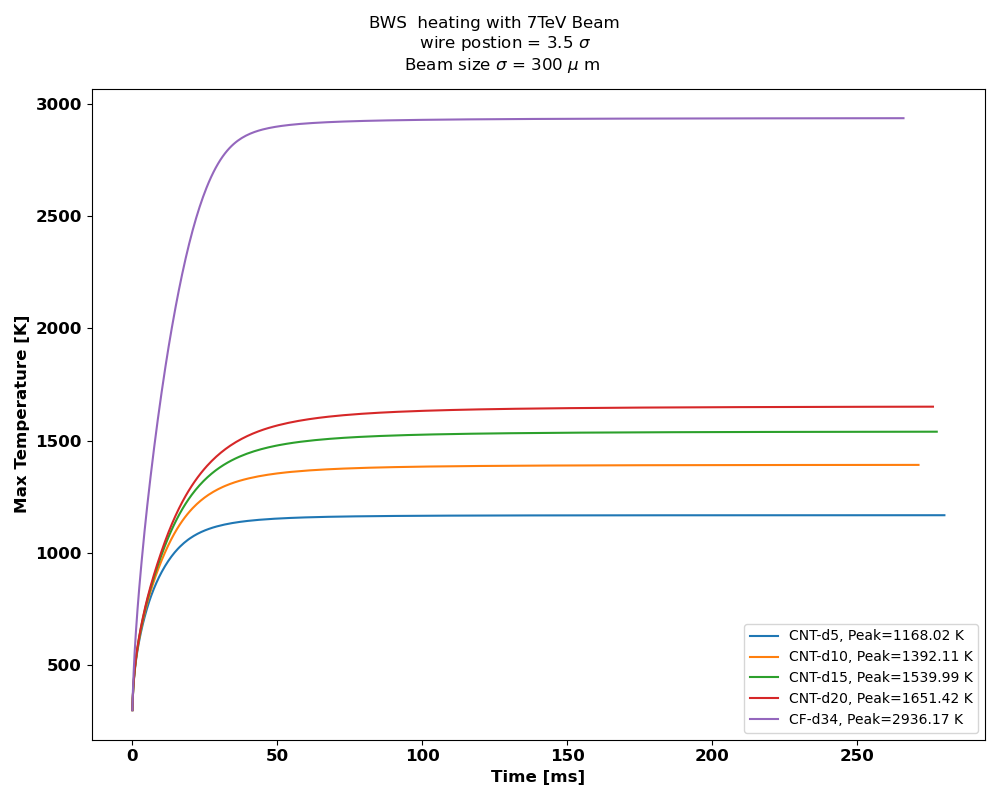 BWS  heating with 7TeV Beam
wire postion = 3.5 σ
Beam size σ = 300 μ m
Max Temperature [K]
3000
2500
2000
1500
1000
500
CNT-d5, Peak=1168.02 K
CNT-d10, Peak=1392.11 K
CNT-d15, Peak=1539.99 K
CNT-d20, Peak=1651.42 K
CF-d34, Peak=2936.17 K
0 50 100 150 200 250
Time [ms]